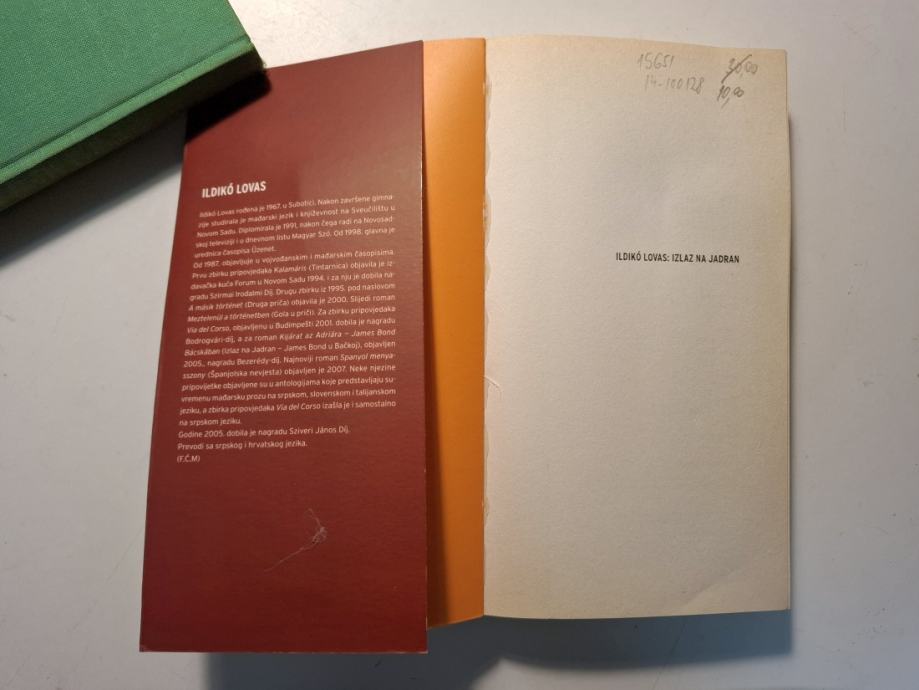 ILDIKÓ LOVAS
Ildikó Lovas rođena je 1967. u Subotici. Nakon završene gimna-
zije studirala je mađarski jezik i književnost na Sveučilištu u
Novom Sadu. Diplomirala je 1991, nakon čega radi na Novosad-
skoj televiziji i o dnevnom listu Magyar Szó. Od 1998. glavna je
urednica časopisa Üzenet.
Od 1987. objavljuje u vojvođanskim i mađarskim časopisima.
Prvu zbirku pripovjedaka Kalamáris (Tintarnica) objavila je iz-
davačka kuća Forum u Novom Sadu 1994, i za nju je dobila na-
gradu Szirmai Irodalmi Díj. Drugu zbirku iz 1995. pod naslovom
A másik történet (Druga priča) objavila je 2000. Slijedi roman
Meztelenül a történetben (Gola u priči). Za zbirku pripovjedaka
Via del Corso, objavljenu u Budimpešti 2001. dobila je nagradu
Bodrogvári-díj, a za roman Kijárat az Adriára – James Bond
Bácskában (Izlaz na Jadran – James Bond u Bačkoj), objavljen
2005., nagradu Bezerédy-díj. Najnoviji roman Spanyol menya-
sszony (Španjolska nevjesta) objavljen je 2007. Neke njezine
pripovijetke objavljene su u antologijama koje predstavljaju su-
vremenu mađarsku prozu na srpskom, slovenskom i talijanskom
jeziku, a zbirka pripovjedaka Via del Corso izašla je i samostalno
na srpskom jeziku.
Godine 2005. dobila je nagradu Sziveri János Díj.
Prevodi sa srpskog i hrvatskog jezika.
(F.Č.M)
15651
30,00
14-100128
10,00
ILDIKÓ LOVAS: IZLAZ NA JADRAN